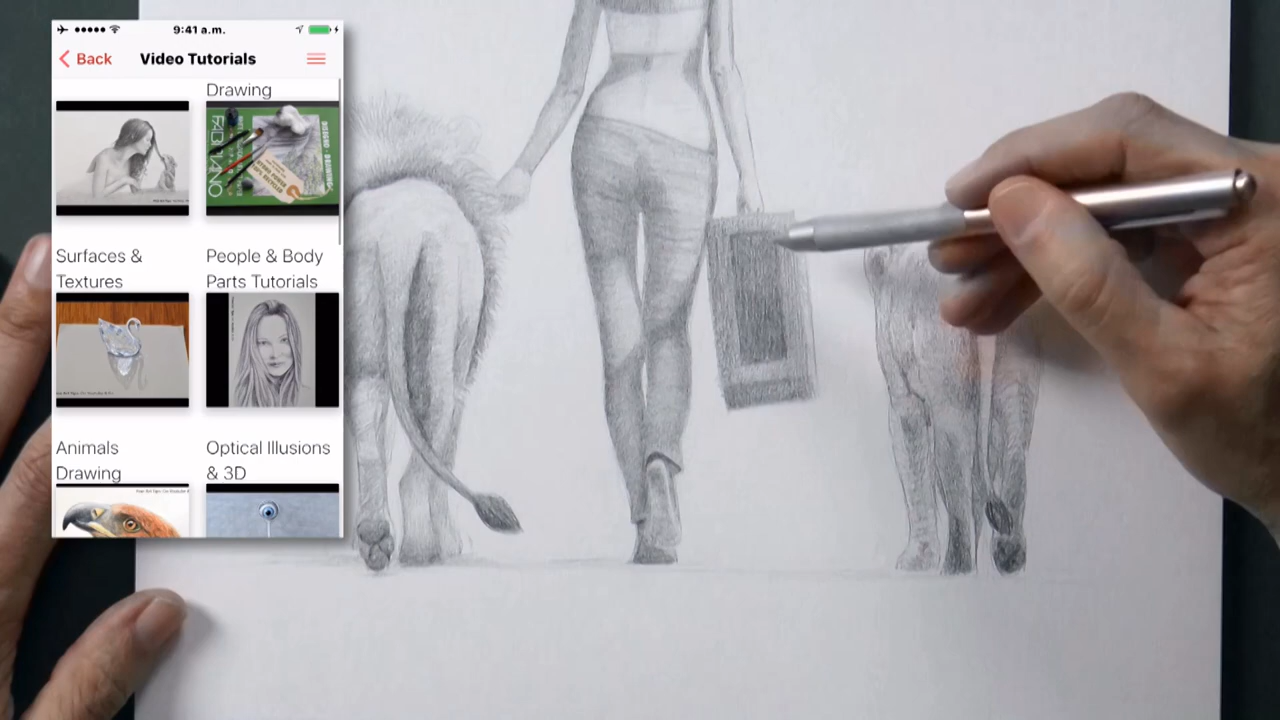 9:41 a.m.
Back
Video Tutorials
Drawing
FABRIANO
Surfaces &
Textures
People & Body
Parts Tutorials
Animals
Drawing
Optical Illusions
& 3D